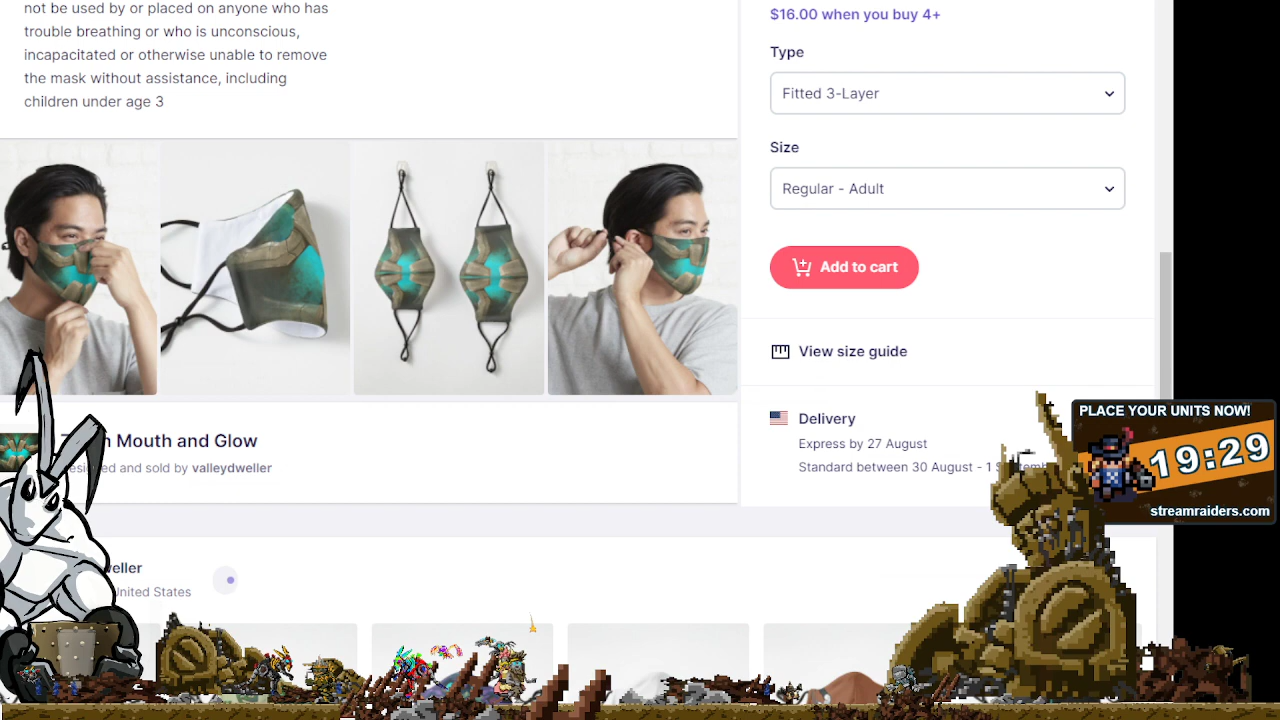 not be used by or placed on anyone who has
trouble breathing or who is unconscious,
incapacitated or otherwise unable to remove
the mask without assistance, including
children under age 3
$16.00 when you buy 4+
Type
Fitted 3-Layer
Size
Regular - Adult
Add to cart
View size guide
Delivery
Express by 27 August
Standard between 30 August - 1
Mouth and Glow
and sold by valleydweller
United States
PLACE YOUR UNITS NOW!
19:29
streamraiders.com